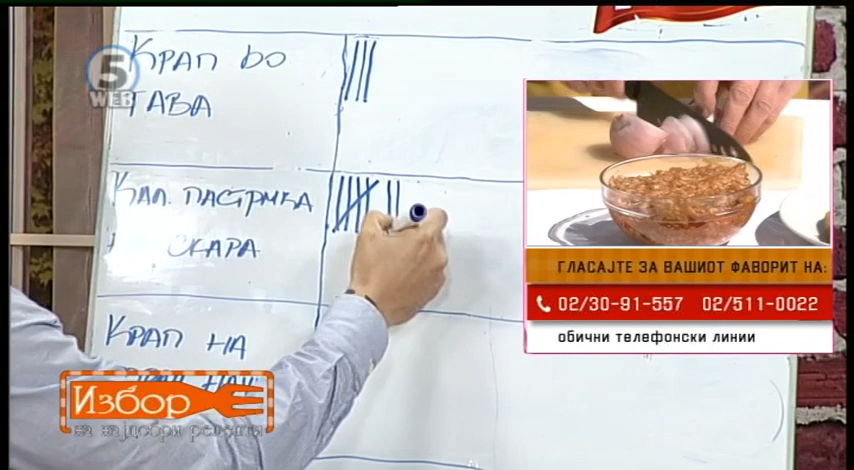 5
WEB
КРАП ВО
ТАВА
КАЛ. ПАСТРМКА
СКАРА
КРАП НА
ГЛАСАЈТЕ ЗА ВАШИОТ ФАВОРИТ НА:
02/30-91-557 02/511-0022
обични телефонски линии
Избор
на најдобри рецепти